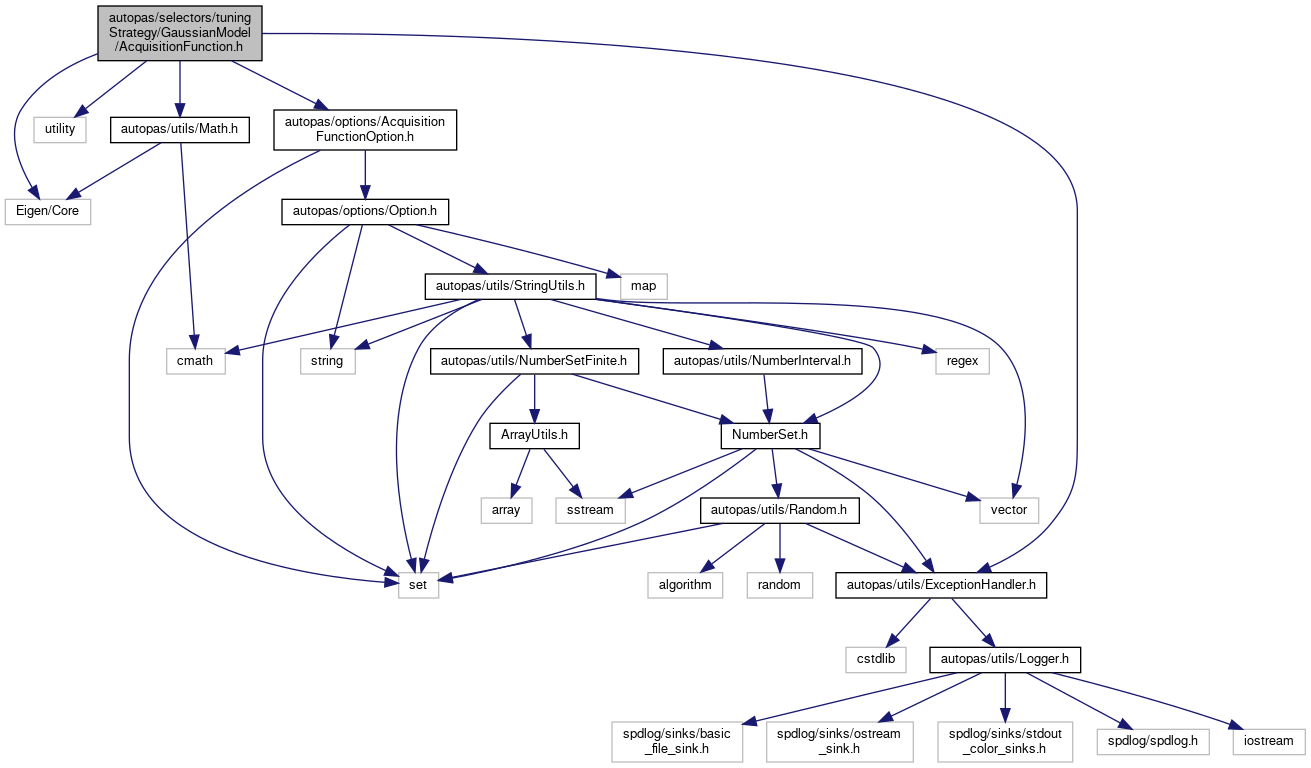 autopas/selectors/tuning
Strategy/GaussianModel
/AcquisitionFunction.h
utility
autopas/utils/Math.h
autopas/options/Acquisition
FunctionOption.h
Eigen/Core
autopas/options/Option.h
autopas/utils/StringUtils.h
map
cmath
string
autopas/utils/NumberSetFinite.h
autopas/utils/NumberInterval.h
regex
ArrayUtils.h
NumberSet.h
array
sstream
autopas/utils/Random.h
vector
set
algorithm
random
autopas/utils/ExceptionHandler.h
cstdlib
autopas/utils/Logger.h
spdlog/sinks/basic
_file_sink.h
spdlog/sinks/ostream
_sink.h
spdlog/sinks/stdout
_color_sinks.h
spdlog/spdlog.h
iostream